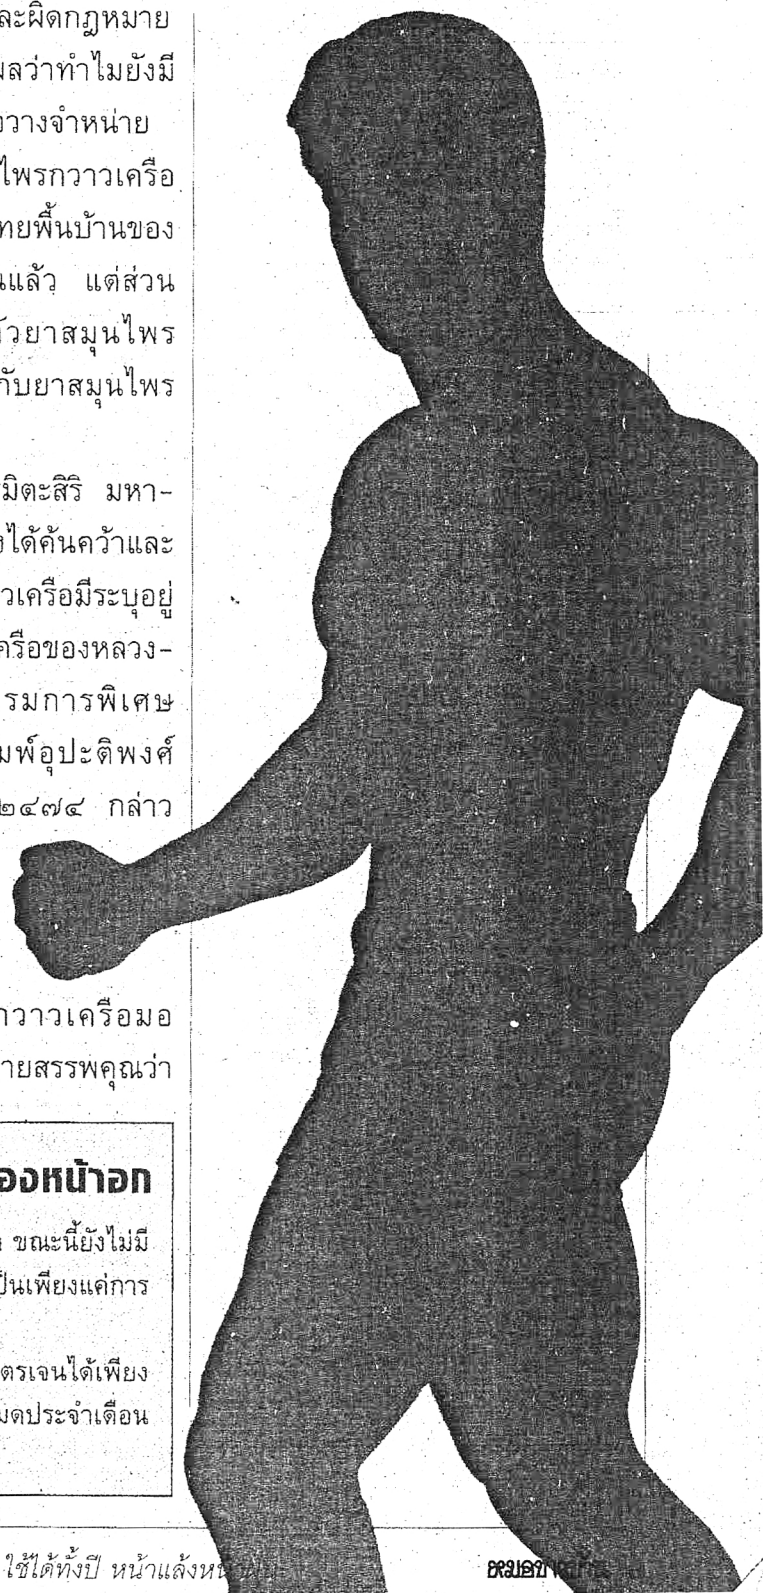 ละผิดกฎหมาย
ผลว่าทำไมยังมี
วางจำหน่าย
ไพรกวาวเครือ
ทยพื้นบ้านของ
นแล้ว แต่ส่วน
ตัวยาสมุนไพร
กับยาสมุนไพร
มิตะสิริ มหา-
งได้ค้นคว้าและ
วเครือมีระบุอยู่
ครือของหลวง-
รมการพิเศษ
มพ์อุปะติพงศ์
๒๔๗๔ กล่าว
กวาวเครือมอ
ายสรรพคุณว่า
องหน้าอก
ขณะนี้ยังไม่มี
ป็นเพียงแค่การ
ตรเจนได้เพียง
มดประจำเดือน
ใช้ได้ทั้งปี หน้าแล้ง
หมอชาวบ้าน